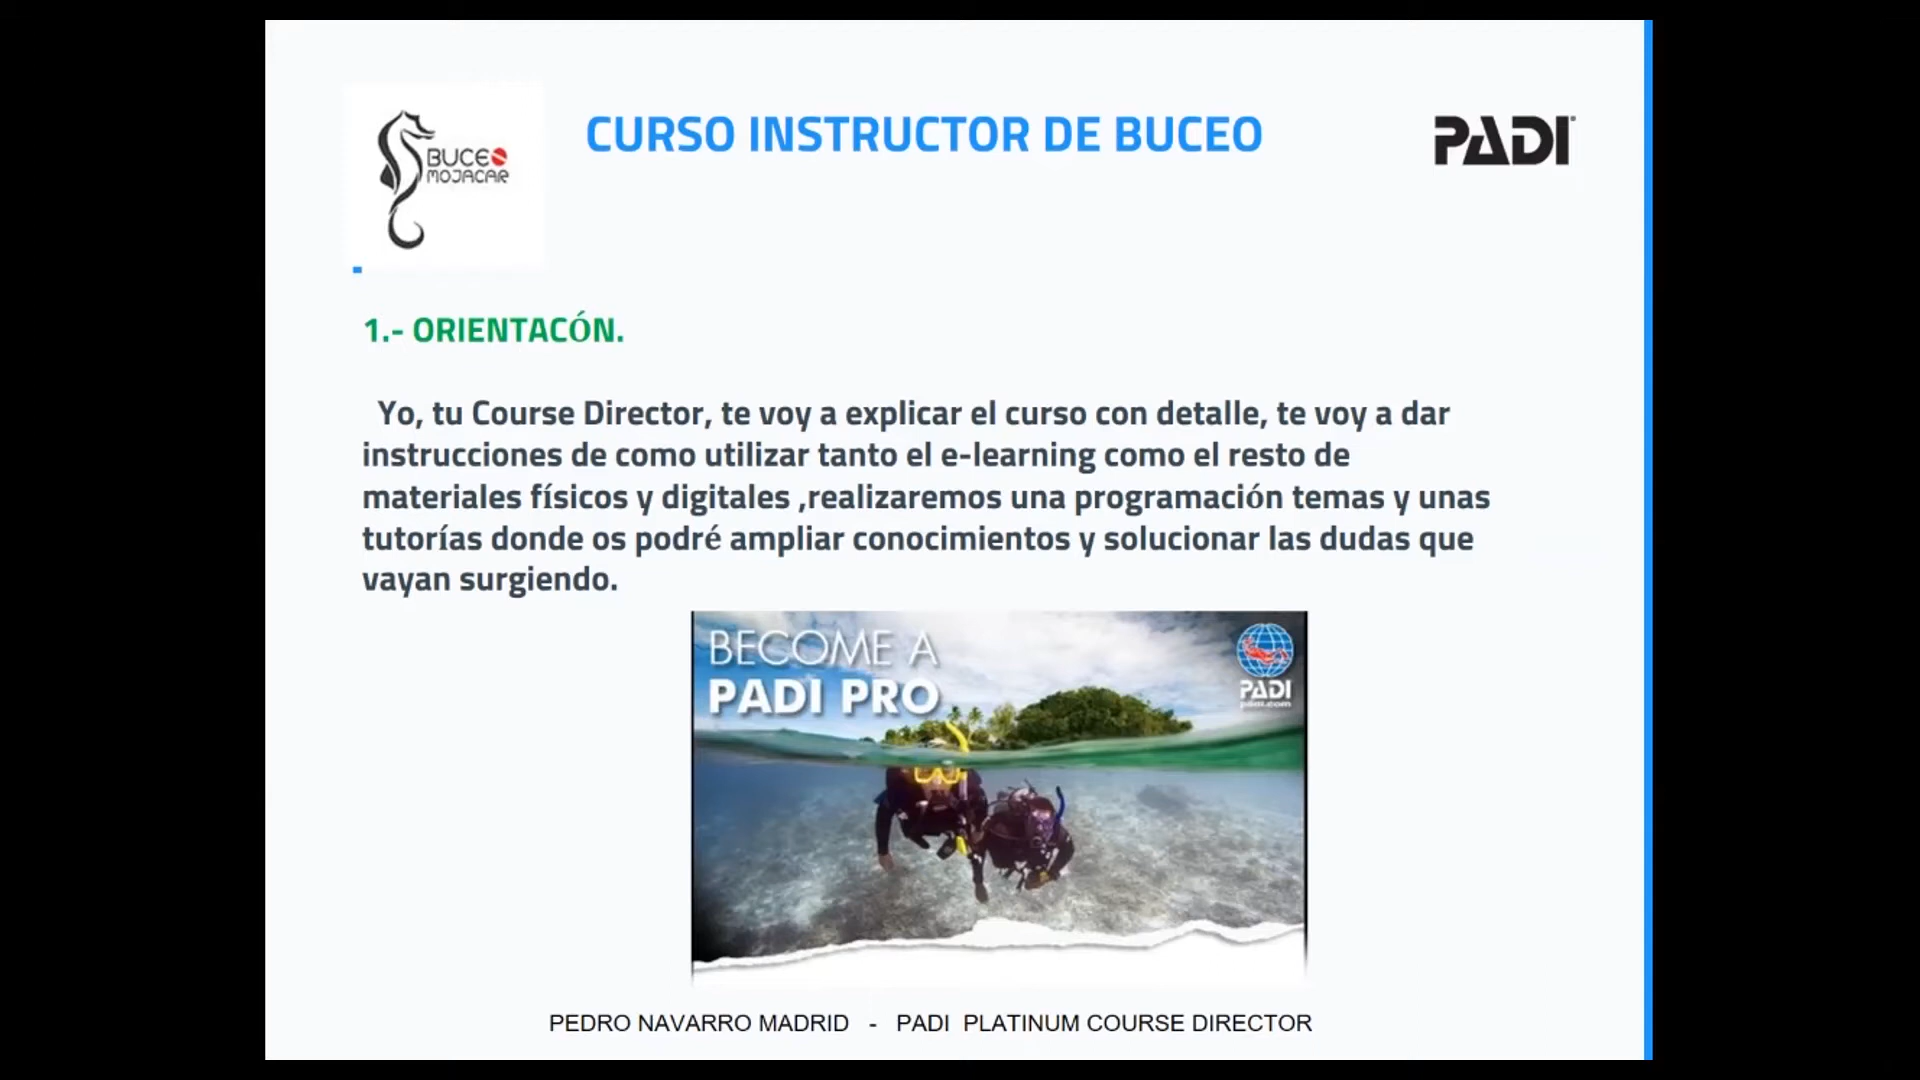 BUCEO
MOJACAR
CURSO INSTRUCTOR DE BUCEO
PADI
1.- ORIENTACÓN.
Yo, tu Course Director, te voy a explicar el curso con detalle, te voy a dar
instrucciones de como utilizar tanto el e-learning como el resto de
materiales físicos y digitales ,realizaremos una programación temas y unas
tutorías donde os podré ampliar conocimientos y solucionar las dudas que
vayan surgiendo.
BECOME A
PADI PRO
PADI
padi.com
PEDRO NAVARRO MADRID - PADI PLATINUM COURSE DIRECTOR